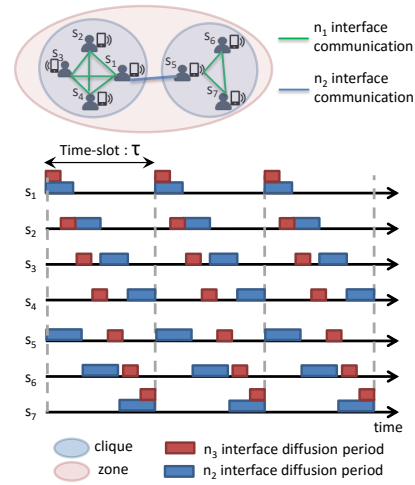 n₁ interface
communication
n₂ interface
communication
s₂
s₃
s₁
s₄
s₅
s₆
s₇
Time-slot : τ
s₁
s₂
s₃
s₄
s₅
s₆
s₇
time
clique
n₃ interface diffusion period
zone
n₂ interface diffusion period